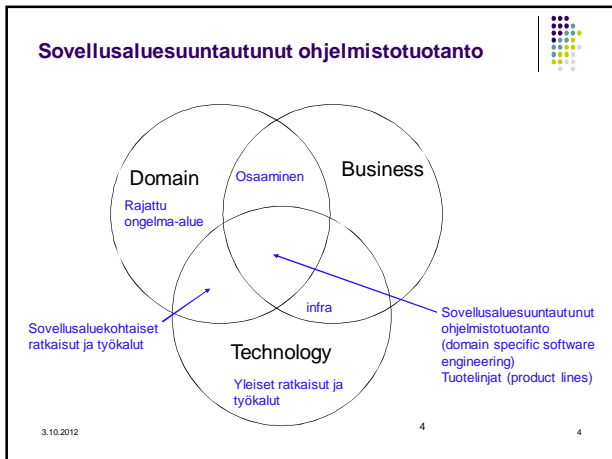 Sovellusaluesuuntautunut ohjelmistotuotanto
Domain
Osaaminen
Business
Rajattu
ongelma-alue
infra
Sovellusaluekohtaiset
ratkaisut ja työkalut
Sovellusaluesuuntautunut
ohjelmistotuotanto
(domain specific software
engineering)
Tuotelinjat (product lines)
Technology
Yleiset ratkaisut ja
työkalut
3.10.2012
4
4